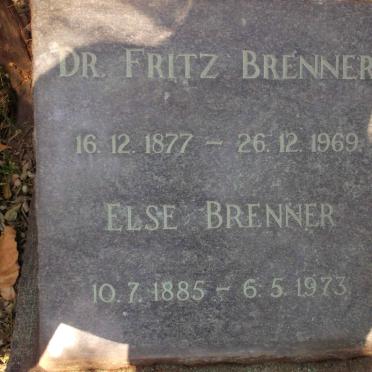 DR. FRITZ BRENNER
16. 12. 1877 – 26. 12. 1969
ELSE BRENNER
10. 7. 1885 – 6. 5. 1973